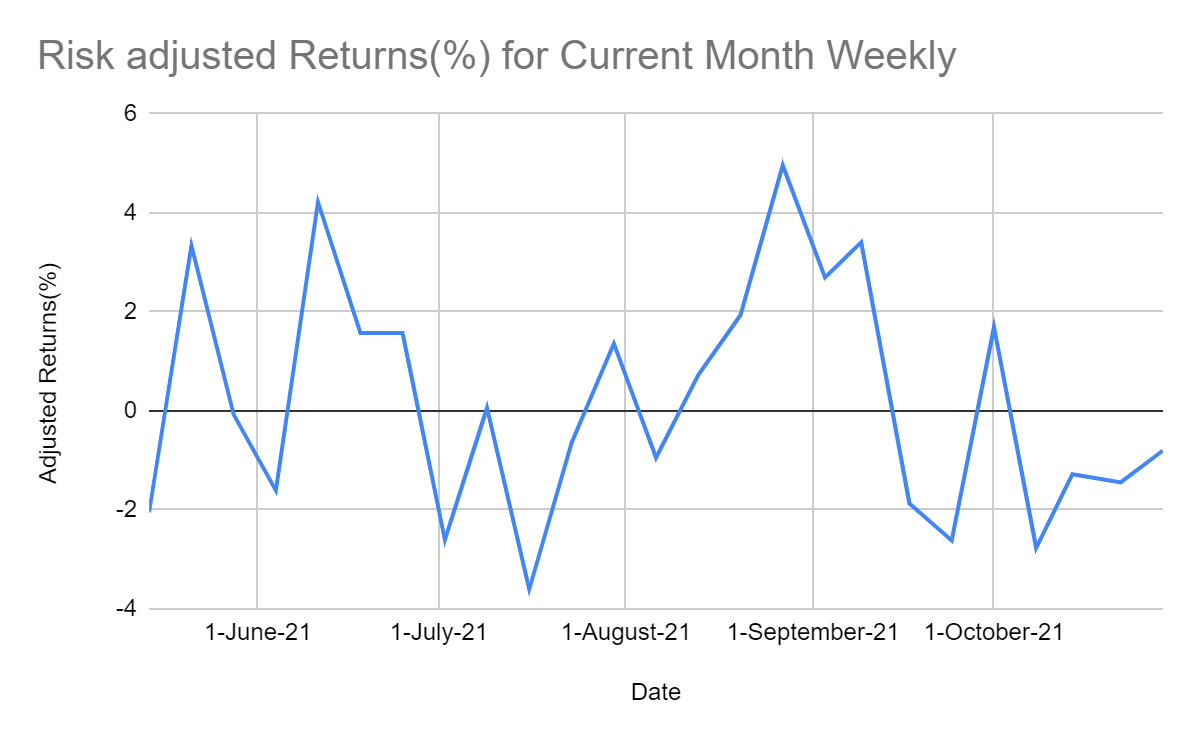 Risk adjusted Returns(%) for Current Month Weekly
6
4
2
0
-2
-4
Adjusted Returns(%)
1-June-21
1-July-21
1-August-21
1-September-21
1-October-21
Date